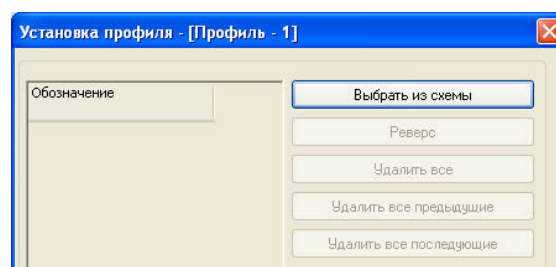 Установка профиля - [Профиль - 1]
Обозначение
Выбрать из схемы
Реверс
Удалить все
Удалить все предыдущие
Удалить все последующие